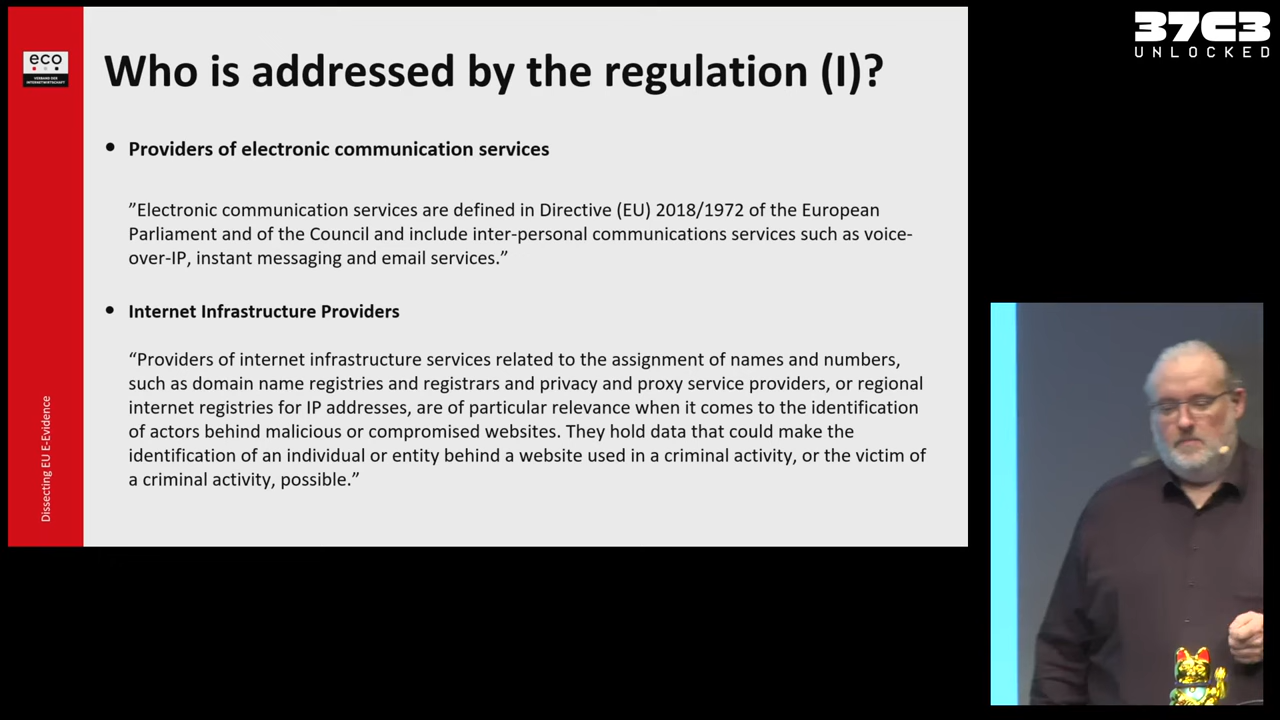 eco
VERBAND DER
INTERNETWIRTSCHAFT
Who is addressed by the regulation (I)?
• Providers of electronic communication services
”Electronic communication services are defined in Directive (EU) 2018/1972 of the European
Parliament and of the Council and include inter-personal communications services such as voice-
over-IP, instant messaging and email services.”
• Internet Infrastructure Providers
“Providers of internet infrastructure services related to the assignment of names and numbers,
such as domain name registries and registrars and privacy and proxy service providers, or regional
internet registries for IP addresses, are of particular relevance when it comes to the identification
of actors behind malicious or compromised websites. They hold data that could make the
identification of an individual or entity behind a website used in a criminal activity, or the victim of
a criminal activity, possible.”
Dissecting EU E-Evidence
37C3
UNLOCKED